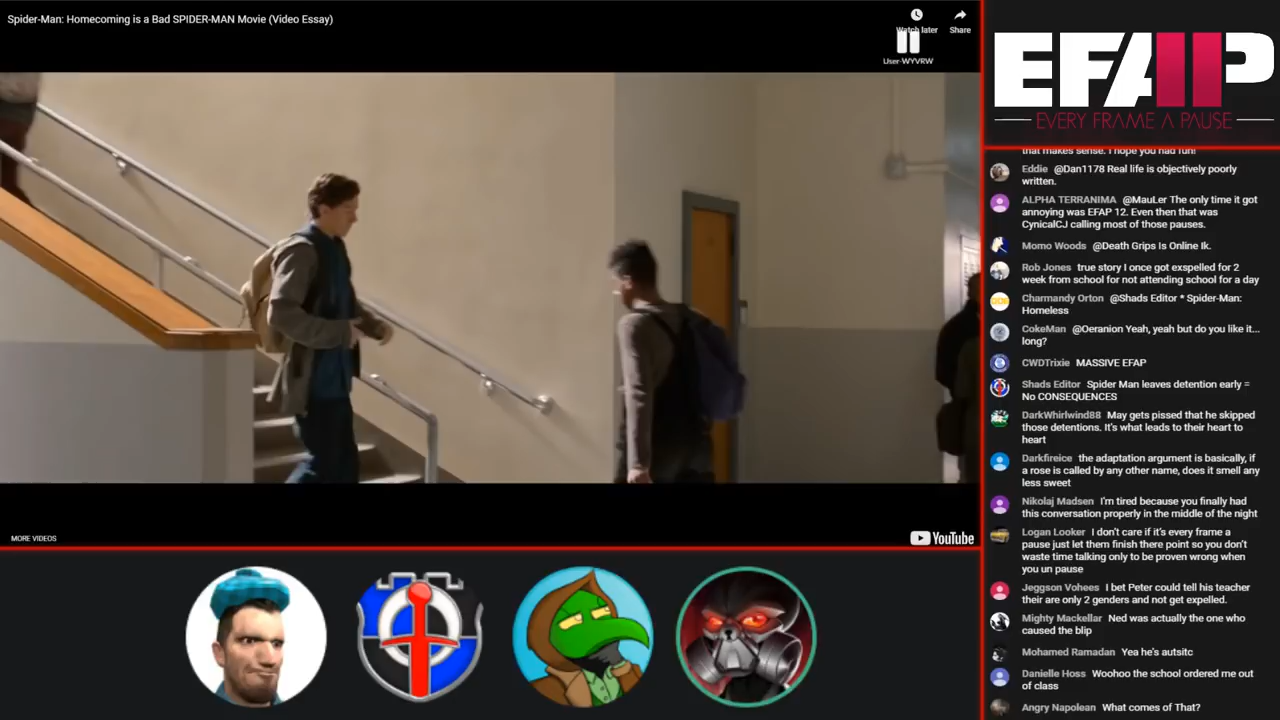 Spider-Man: Homecoming is a Bad SPIDER-MAN Movie (Video Essay)
Watch later
Share
User-WYVRW
MORE VIDEOS
YouTube
EFAP
EVERY FRAME A PAUSE
that makes sense. I hope you had fun!
Eddie @Dan1178 Real life is objectively poorly
written.
ALPHA TERRANIMA @MauLer The only time it got
annoying was EFAP 12. Even then that was
CynicalCJ calling most of those pauses.
Momo Woods @Death Grips Is Online Ik.
Rob Jones true story I once got exspelled for 2
week from school for not attending school for a day
Charmandy Orton @Shads Editor * Spider-Man:
Homeless
CokeMan @Oeranion Yeah, yeah but do you like it...
long?
CWDTrixie MASSIVE EFAP
Shads Editor Spider Man leaves detention early =
No CONSEQUENCES
DarkWhirlwind88 May gets pissed that he skipped
those detentions. It's what leads to their heart to
heart
Darkfireice the adaptation argument is basically, if
a rose is called by any other name, does it smell any
less sweet
Nikolaj Madsen I'm tired because you finally had
this conversation properly in the middle of the night
Logan Looker I don't care if it's every frame a
pause just let them finish there point so you don't
waste time talking only to be proven wrong when
you un pause
Jeggson Vohees I bet Peter could tell his teacher
their are only 2 genders and not get expelled.
Mighty Mackellar Ned was actually the one who
caused the blip
Mohamed Ramadan Yea he's autsitc
Danielle Hoss Woohoo the school ordered me out
of class
Angry Napolean What comes of That?